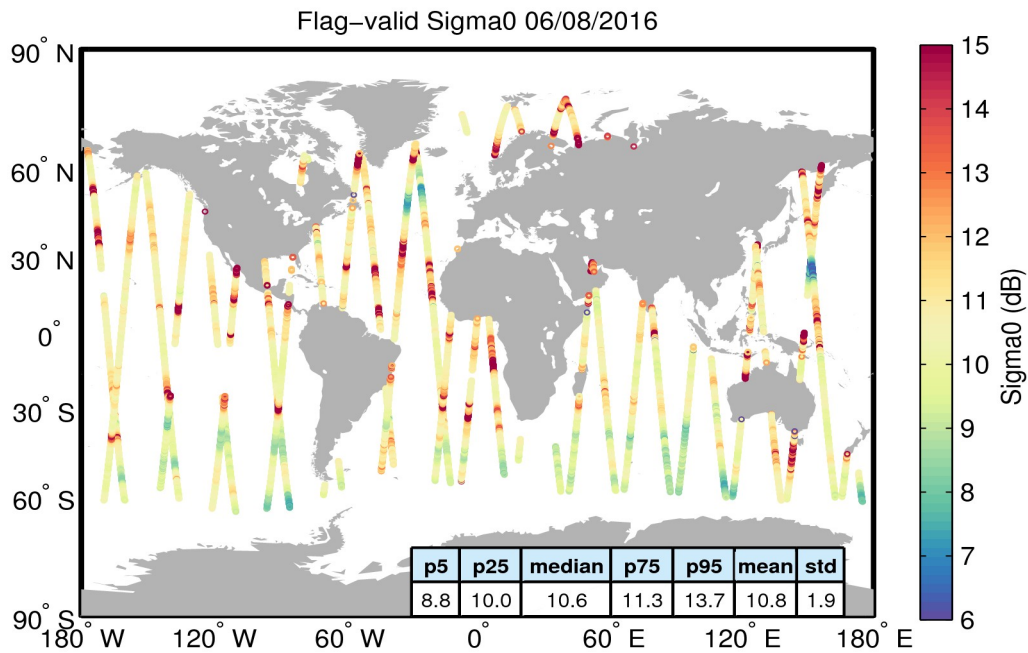 Flag-valid Sigma0 06/08/2016
90° N
60° N
30° N
0°
30° S
60° S
90° S
180° W 120° W 60° W 0° 60° E 120° E 180° E
p5 p25 median p75 p95 mean std
8.8 10.0 10.6 11.3 13.7 10.8 1.9
15
14
13
12
11
10
9
8
7
6
Sigma0 (dB)